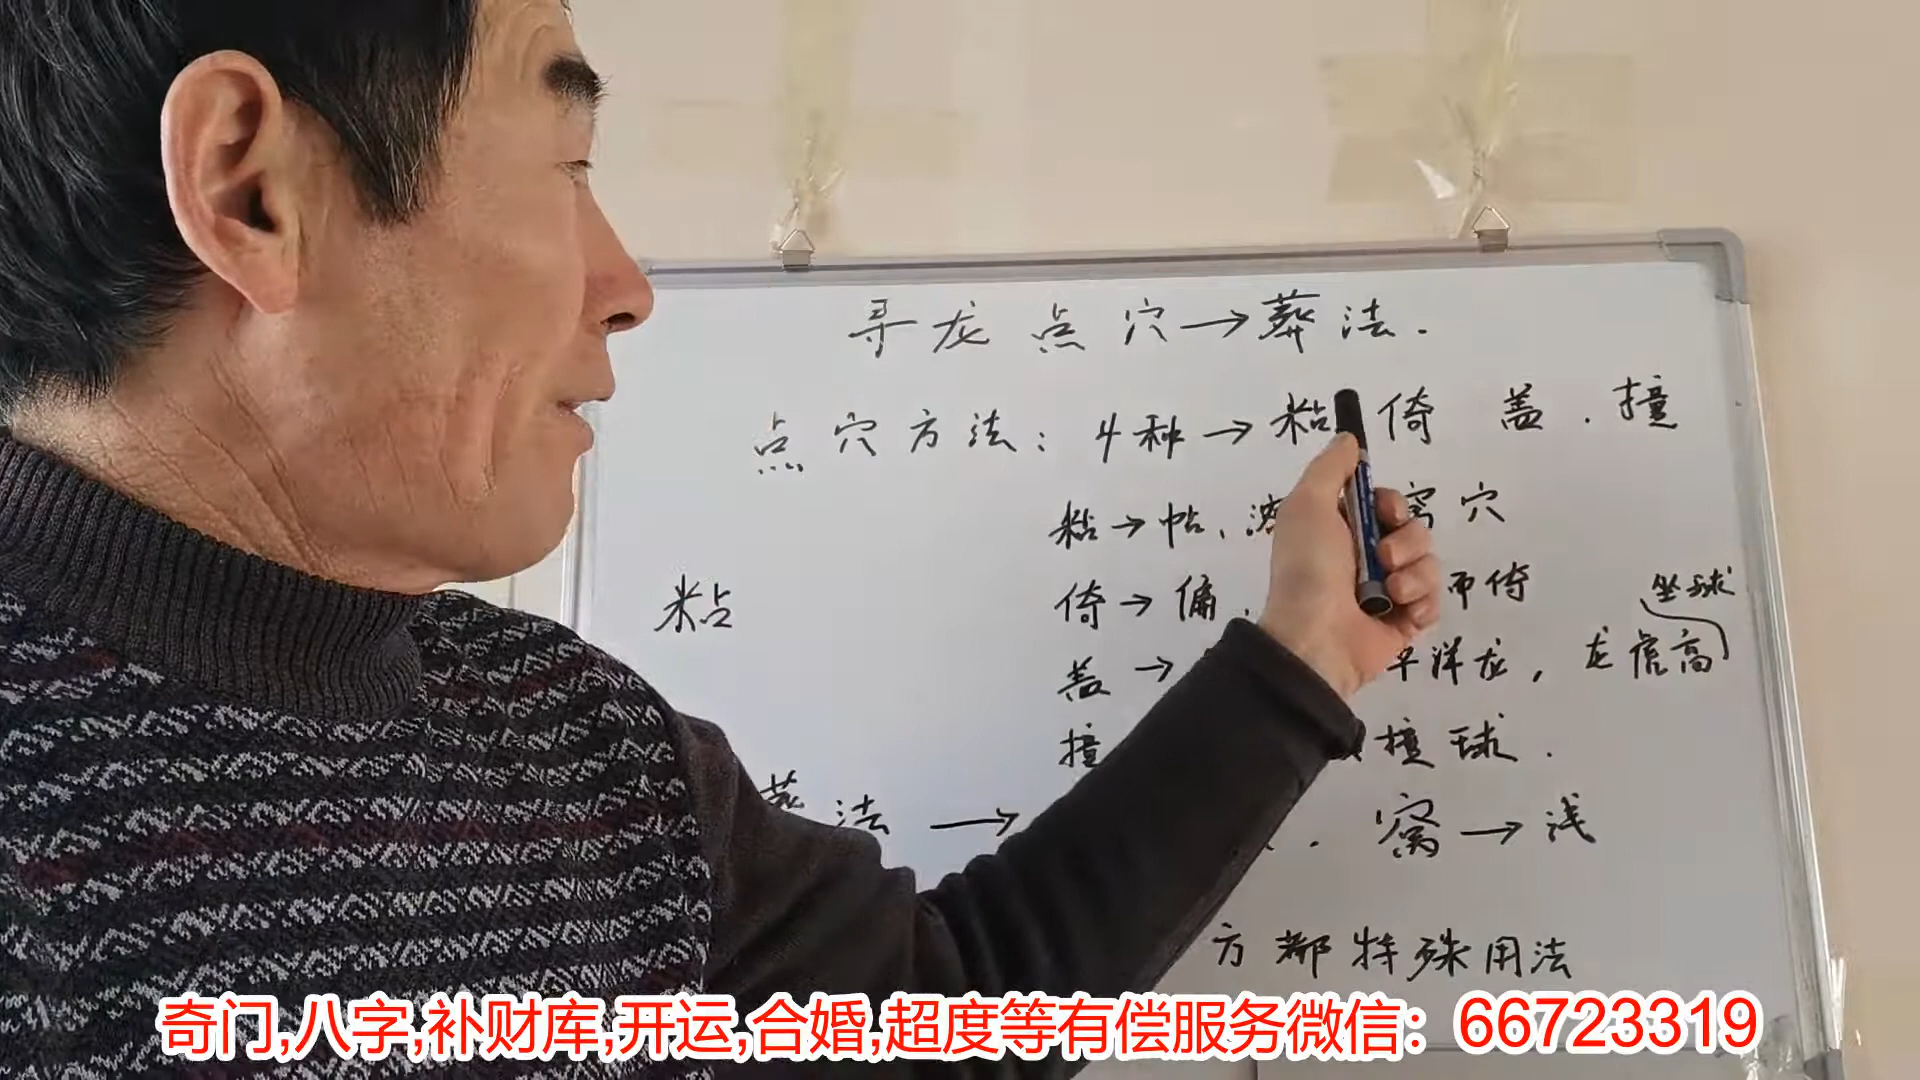 寻龙点穴→葬法.
点穴方法：4种→粘 倚 盖.撞
粘→帖、 窝穴
倚→偏. 而倚
坐球
盖→ 平洋龙，龙虎高
粘
撞 撞球.
葬法→ . 窝→浅
方都特殊用法
奇门,八字,补财库,开运,合婚,超度等有偿服务微信：66723319